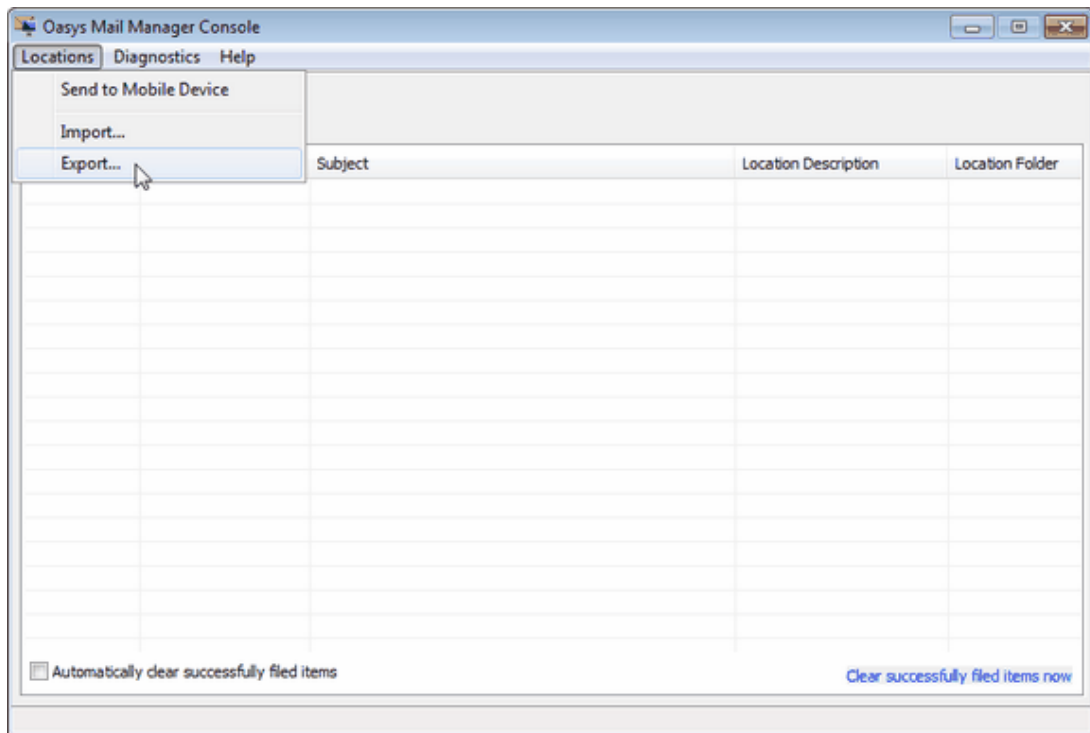 Oasys Mail Manager Console
Locations Diagnostics Help
Send to Mobile Device
Import...
Export...
Subject Location Description Location Folder
Automatically clear successfully filed items
Clear successfully filed items now